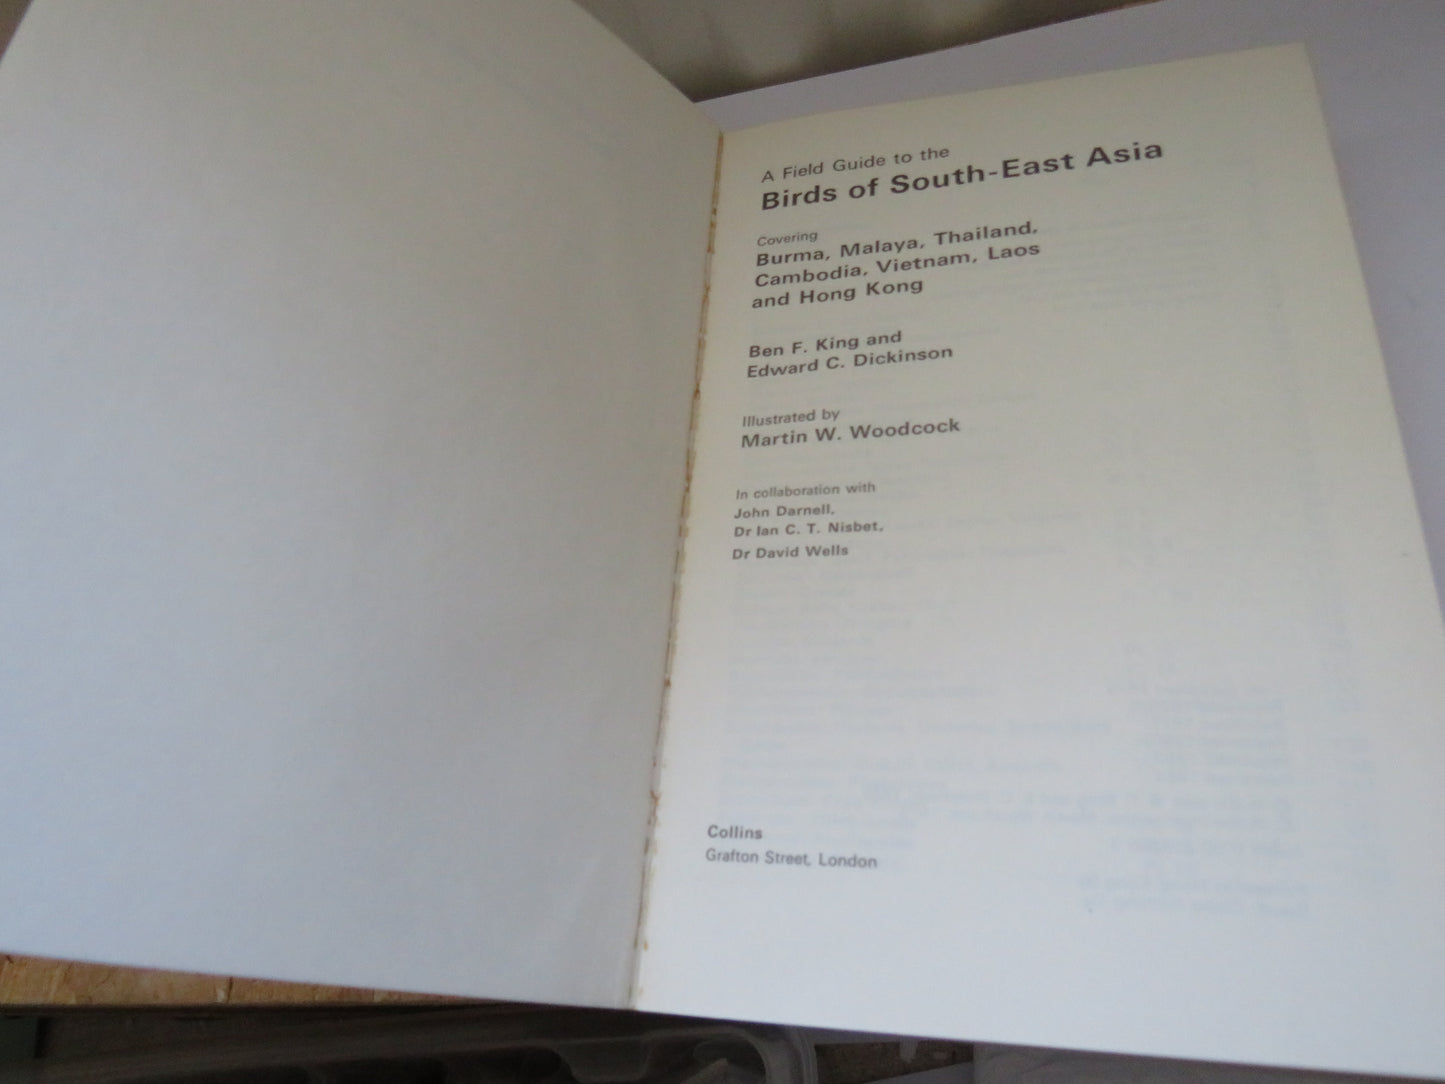 A Field Guide to the
Birds of South-East Asia
Covering
Burma, Malaya, Thailand,
Cambodia, Vietnam, Laos
and Hong Kong
Ben F. King and
Edward C. Dickinson
Illustrated by
Martin W. Woodcock
In collaboration with
John Darnell,
Dr Ian C. T. Nisbet,
Dr David Wells
Collins
Grafton Street, London